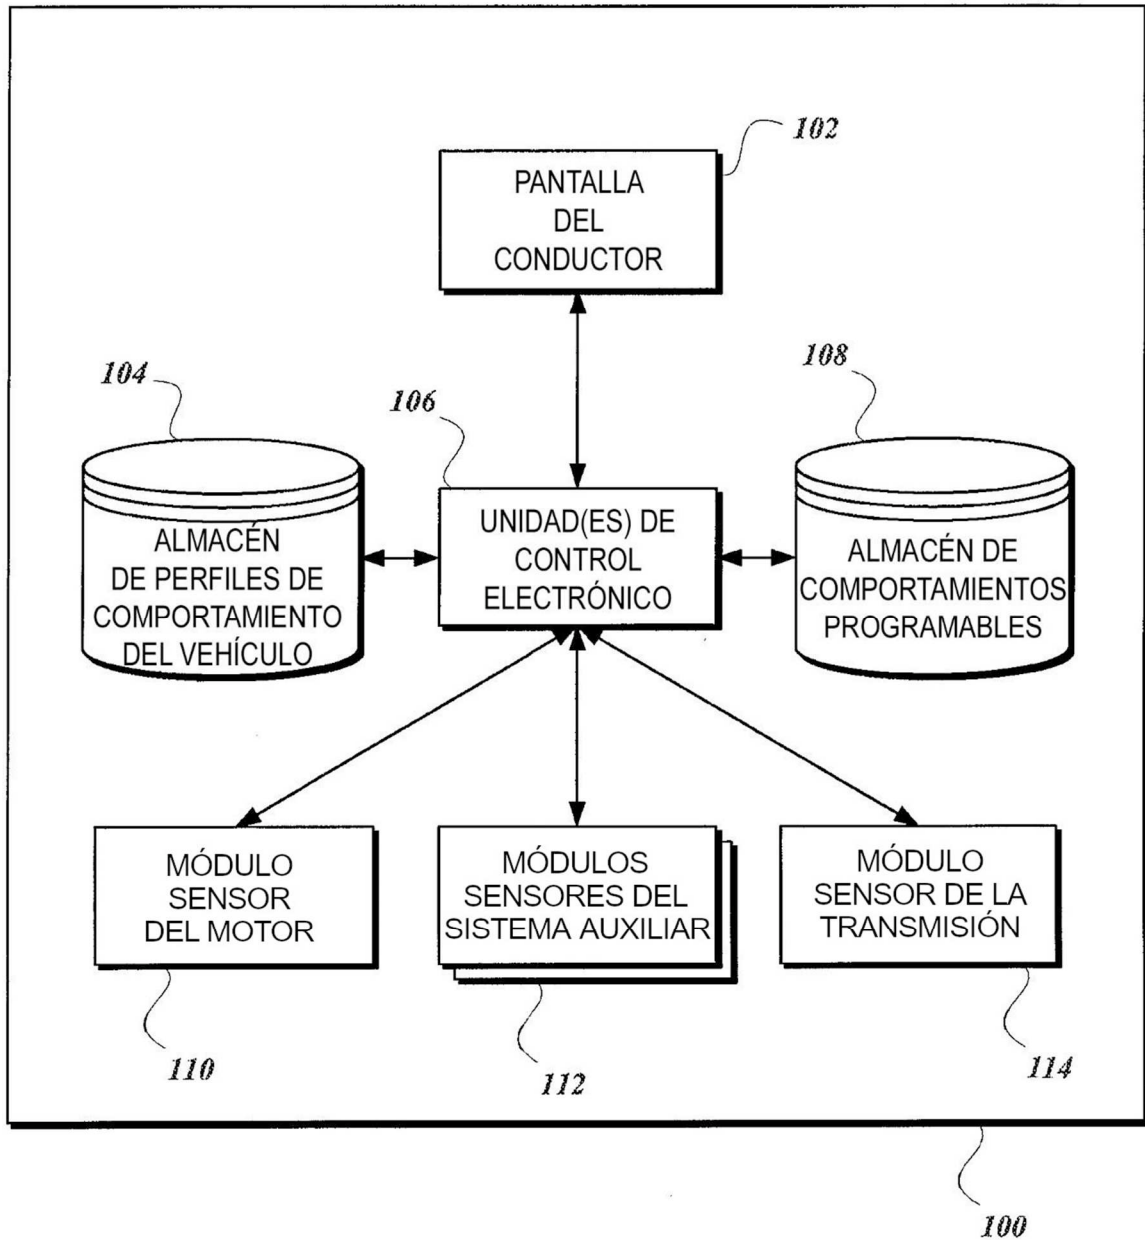 102
PANTALLA
DEL
CONDUCTOR
104
106
108
ALMACÉN
DE PERFILES DE
COMPORTAMIENTO
DEL VEHÍCULO
UNIDAD(ES) DE
CONTROL
ELECTRÓNICO
ALMACÉN DE
COMPORTAMIENTOS
PROGRAMABLES
MÓDULO
SENSOR
DEL MOTOR
MÓDULOS
SENSORES DEL
SISTEMA AUXILIAR
MÓDULO
SENSOR DE LA
TRANSMISIÓN
110
112
114
100